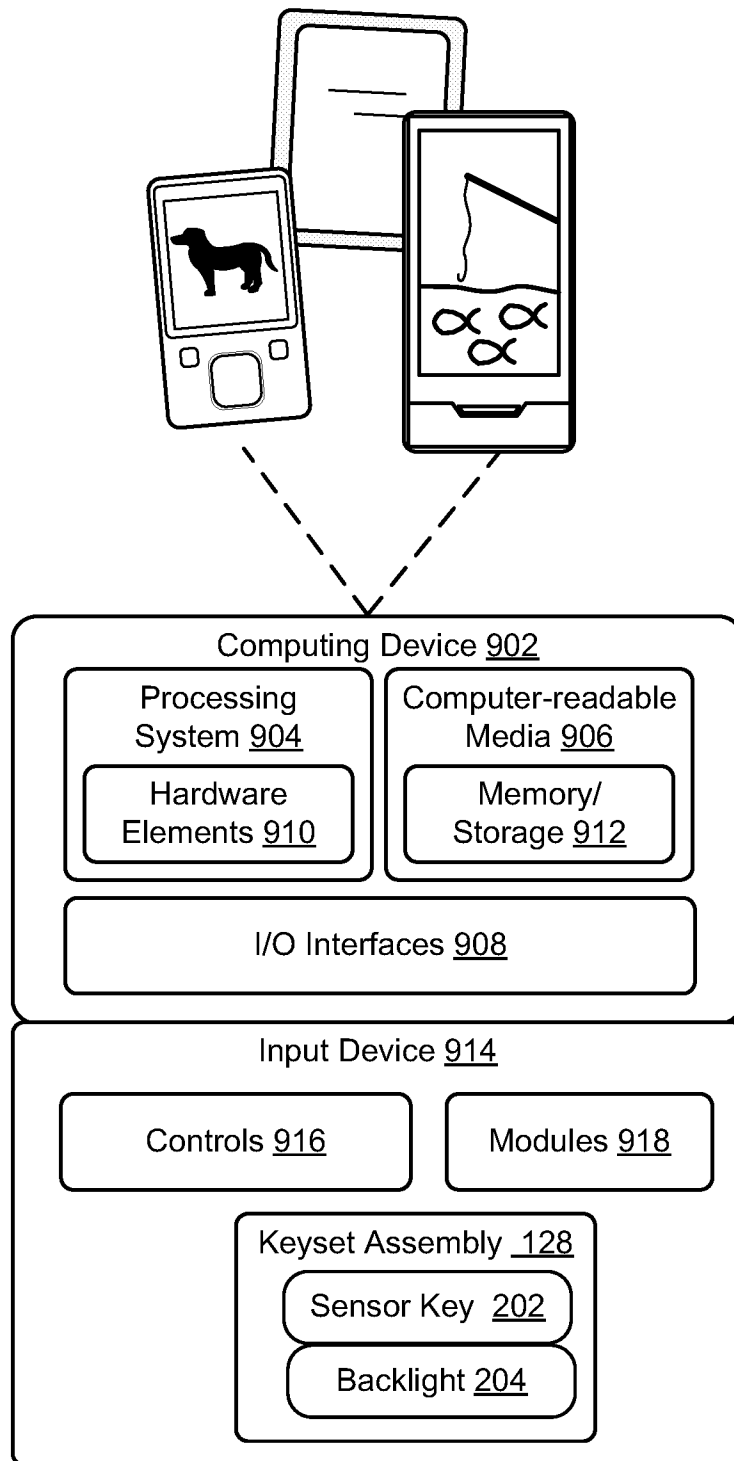 Computing Device 902
Processing
System 904
Hardware
Elements 910
Computer-readable
Media 906
Memory/
Storage 912
I/O Interfaces 908
Input Device 914
Controls 916
Modules 918
Keyset Assembly 128
Sensor Key 202
Backlight 204